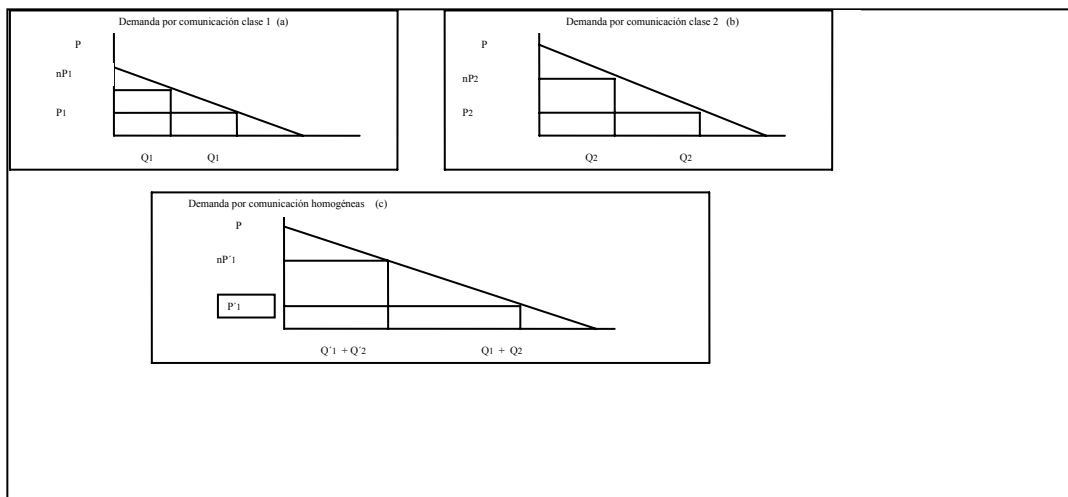 Demanda por comunicación clase 1 (a)
P
nP1
P1
Q1 Q1
Demanda por comunicación clase 2 (b)
P
nP2
P2
Q2 Q2
Demanda por comunicación homogéneas (c)
P
nP´1
P´1
Q´1 + Q´2 Q1 + Q2